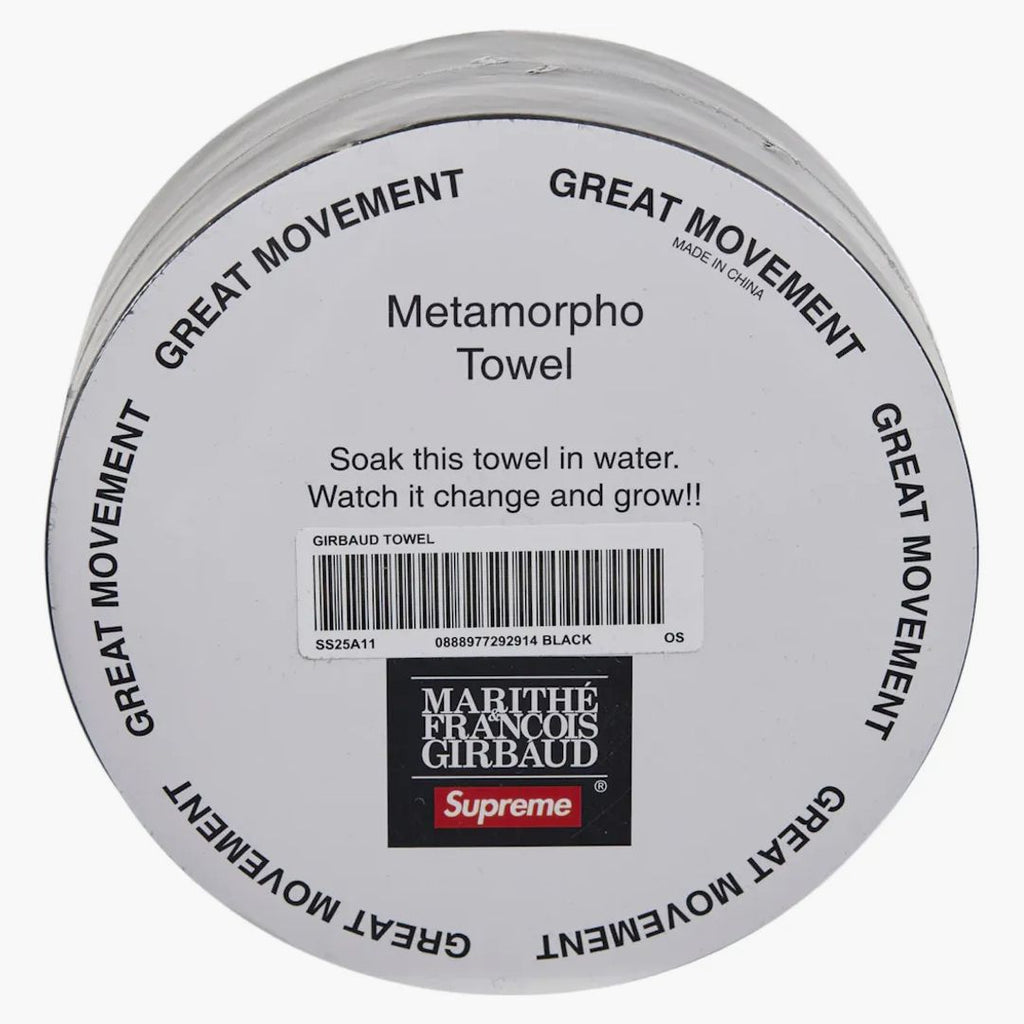 GREAT MOVEMENT
GREAT MOVEMENT
MADE IN CHINA
GREAT MOVEMENT
GREAT MOVEMENT
GREAT MOVEMENT
GREAT MOVEMENT
Metamorpho
Towel
Soak this towel in water.
Watch it change and grow!!
GIRBAUD TOWEL
SS25A11 0888977292914 BLACK OS
MARITHÉ
&
FRANÇOIS
GIRBAUD
®
Supreme